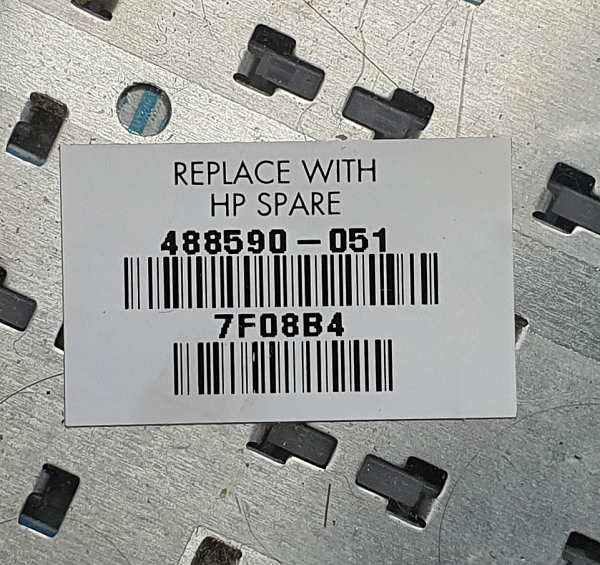 REPLACE WITH
HP SPARE
488590-051
7F08B4